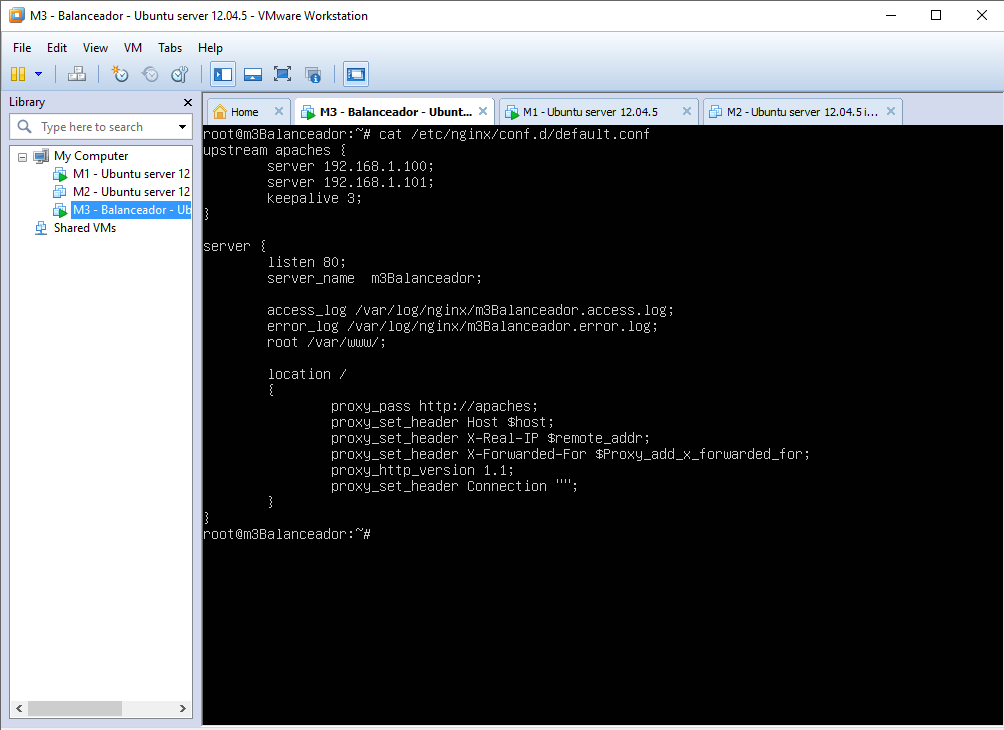 M3 - Balanceador - Ubuntu server 12.04.5 - VMware Workstation
File Edit View VM Tabs Help
Library
Type here to search
My Computer
M1 - Ubuntu server 12
M2 - Ubuntu server 12
M3 - Balanceador - Ub
Shared VMs
Home M3 - Balanceador - Ubunt... M1 - Ubuntu server 12.04.5 M2 - Ubuntu server 12.04.5 i...
root@m3Balanceador:~# cat /etc/nginx/conf.d/default.conf
upstream apaches {
        server 192.168.1.100;
        server 192.168.1.101;
        keepalive 3;
}
server {
        listen 80;
        server_name  m3Balanceador;
        access_log /var/log/nginx/m3Balanceador.access.log;
        error_log /var/log/nginx/m3Balanceador.error.log;
        root /var/www/;
        location /
        {
                proxy_pass http://apaches;
                proxy_set_header Host $host;
                proxy_set_header X-Real-IP $remote_addr;
                proxy_set_header X-Forwarded-For $Proxy_add_x_forwarded_for;
                proxy_http_version 1.1;
                proxy_set_header Connection "";
        }
}
root@m3Balanceador:~#